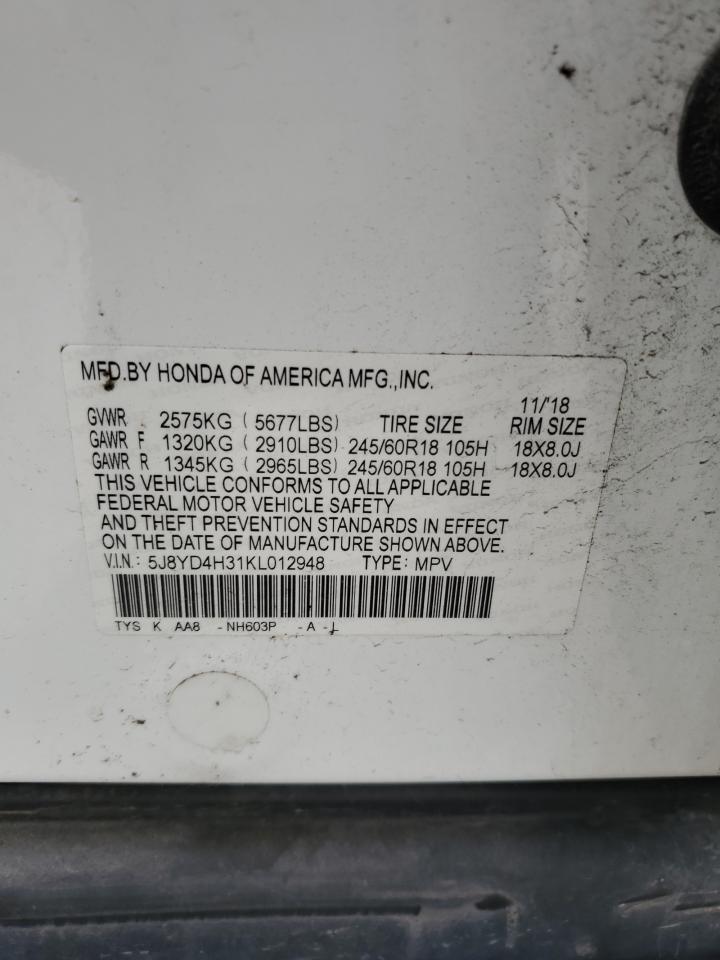 MFD.BY HONDA OF AMERICA MFG.,INC.
11/'18
GVWR 2575KG ( 5677LBS) TIRE SIZE RIM SIZE
GAWR F 1320KG ( 2910LBS) 245/60R18 105H 18X8.0J
GAWR R 1345KG ( 2965LBS) 245/60R18 105H 18X8.0J
THIS VEHICLE CONFORMS TO ALL APPLICABLE
FEDERAL MOTOR VEHICLE SAFETY
AND THEFT PREVENTION STANDARDS IN EFFECT
ON THE DATE OF MANUFACTURE SHOWN ABOVE.
V.I.N.: 5J8YD4H31KL012948 TYPE: MPV
TYS K AA8 -NH603P -A -L